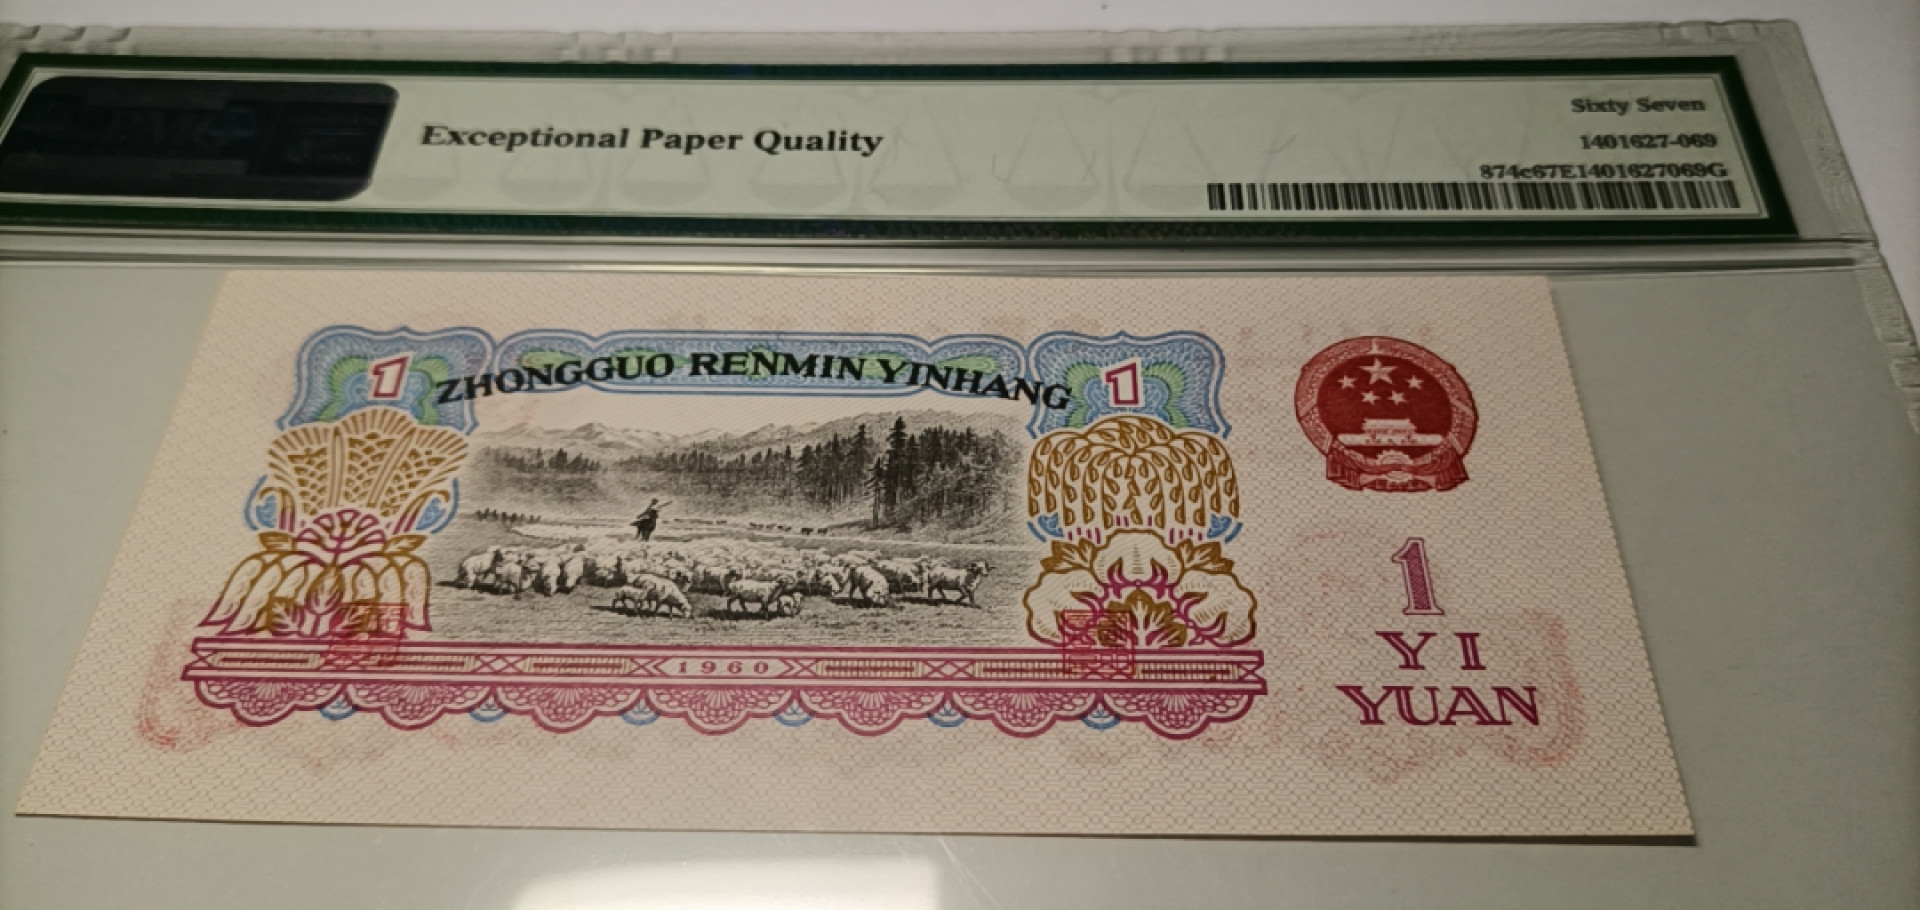 Exceptional Paper Quality
Sixty Seven
1401627-069
874c67E1401627069G
1 ZHONGGUO RENMIN YINHANG 1
1960
1
YI
YUAN